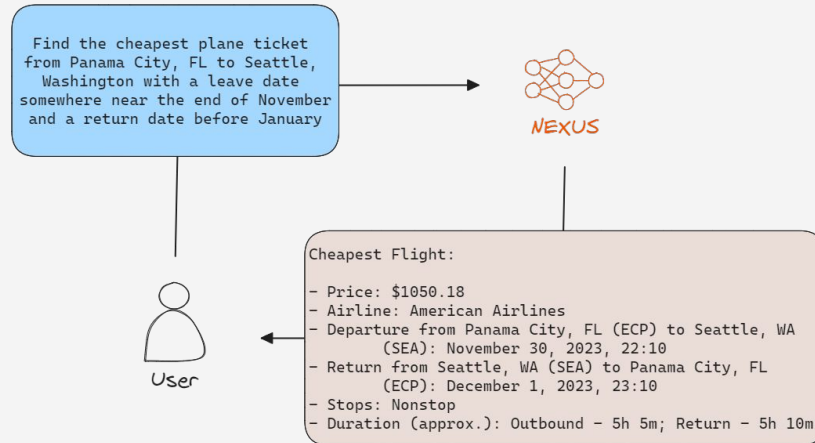 Find the cheapest plane ticket
from Panama City, FL to Seattle,
Washington with a leave date
somewhere near the end of November
and a return date before January
NEXUS
Cheapest Flight:
– Price: $1050.18
– Airline: American Airlines
– Departure from Panama City, FL (ECP) to Seattle, WA
(SEA): November 30, 2023, 22:10
– Return from Seattle, WA (SEA) to Panama City, FL
(ECP): December 1, 2023, 23:10
– Stops: Nonstop
– Duration (approx.): Outbound – 5h 5m; Return – 5h 10m
User